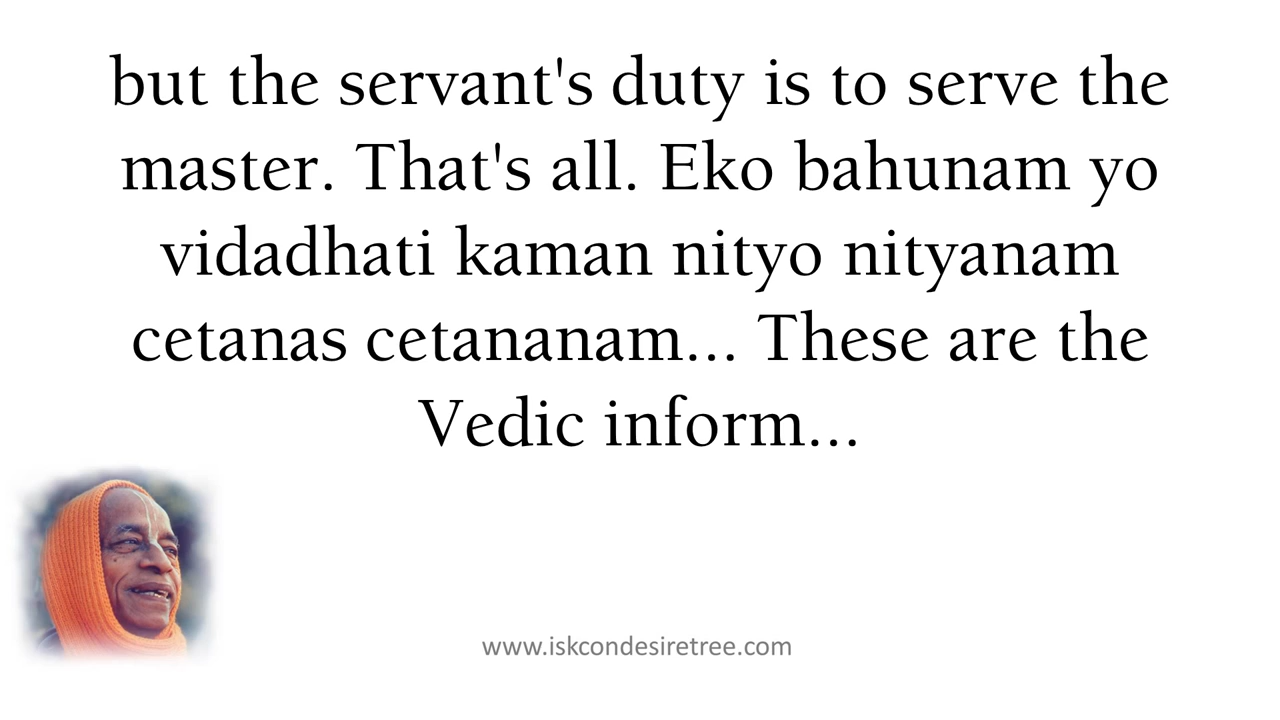 but the servant's duty is to serve the
master. That's all. Eko bahunam yo
vidadhati kaman nityo nityanam
cetanas cetananam... These are the
Vedic inform...
www.iskcondesiretree.com